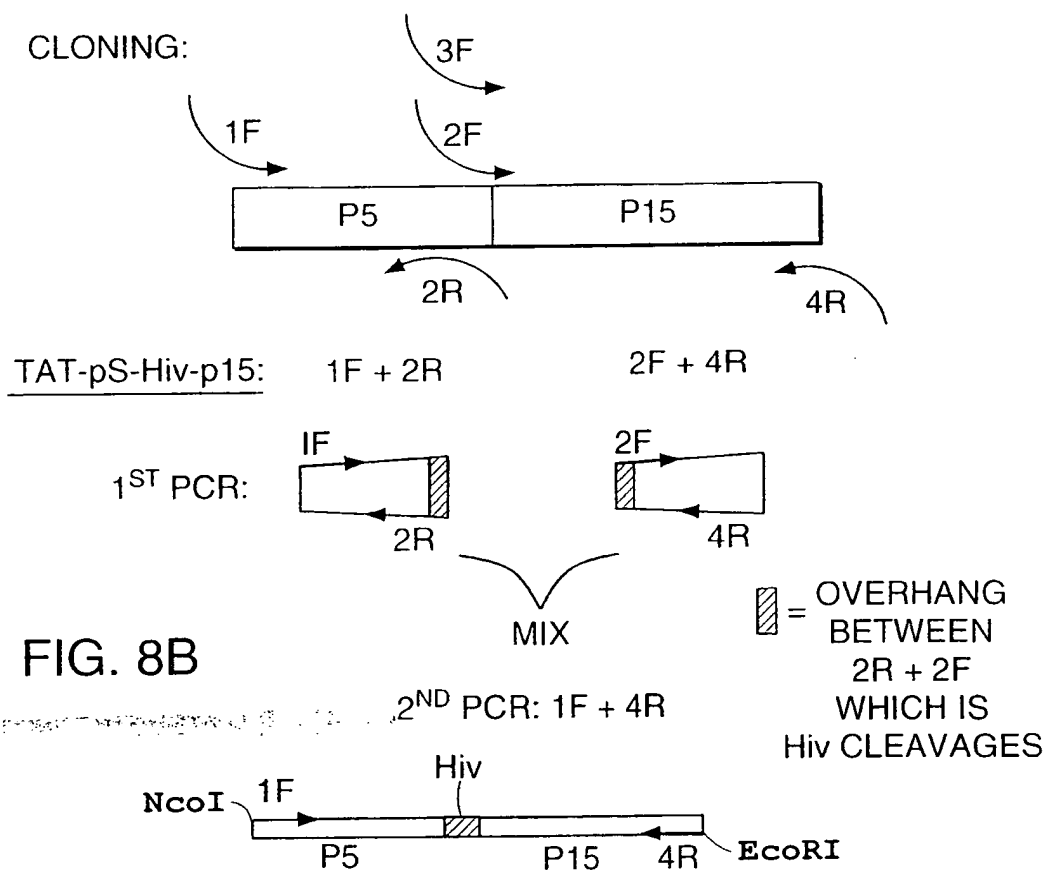 CLONING:
3F
1F
2F
P5
P15
2R
4R
TAT-pS-Hiv-p15:
1F + 2R
2F + 4R
1ST PCR:
IF
2R
2F
4R
MIX
= OVERHANG
BETWEEN
2R + 2F
WHICH IS
Hiv CLEAVAGES
FIG. 8B
2ND PCR: 1F + 4R
Hiv
NcoI
1F
P5
P15
4R
EcoRI